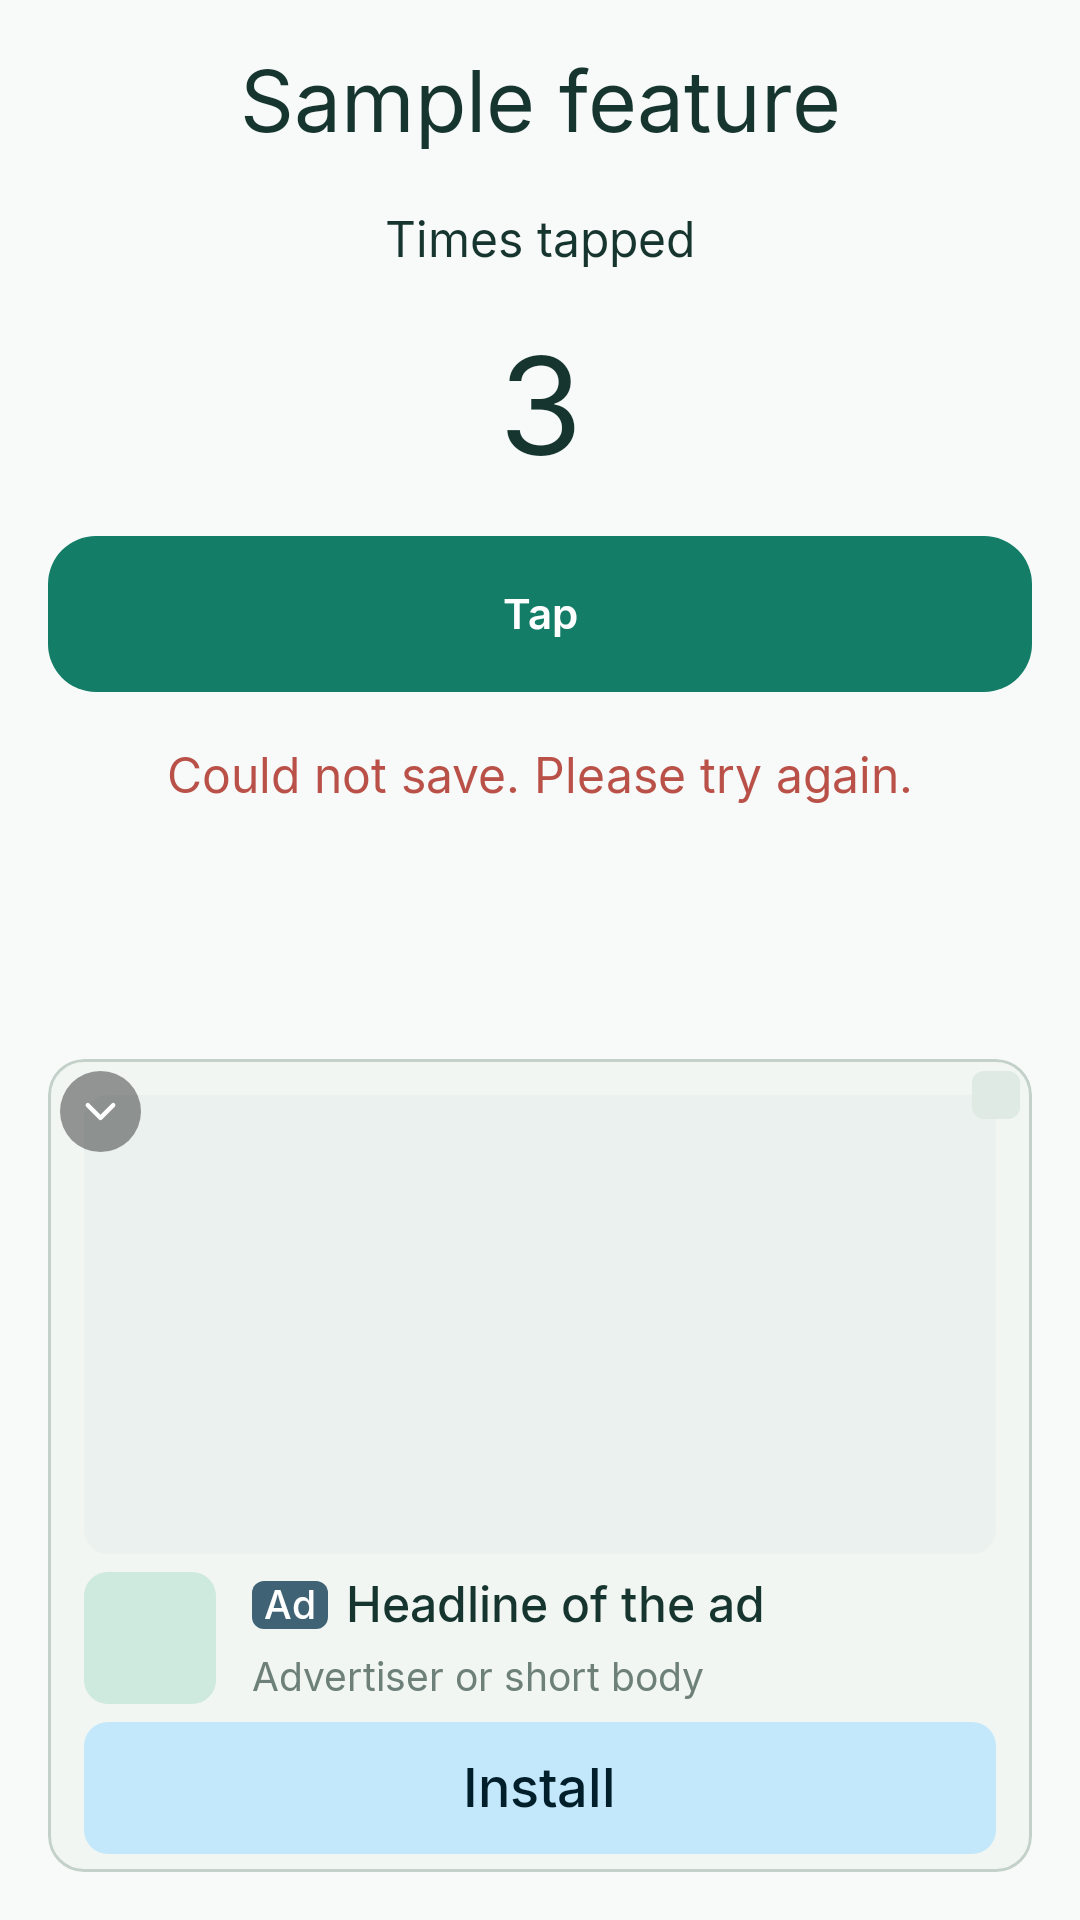 Sample feature
Times tapped
3
Tap
Could not save. Please try again.
Ad Headline of the ad
Advertiser or short body
Install